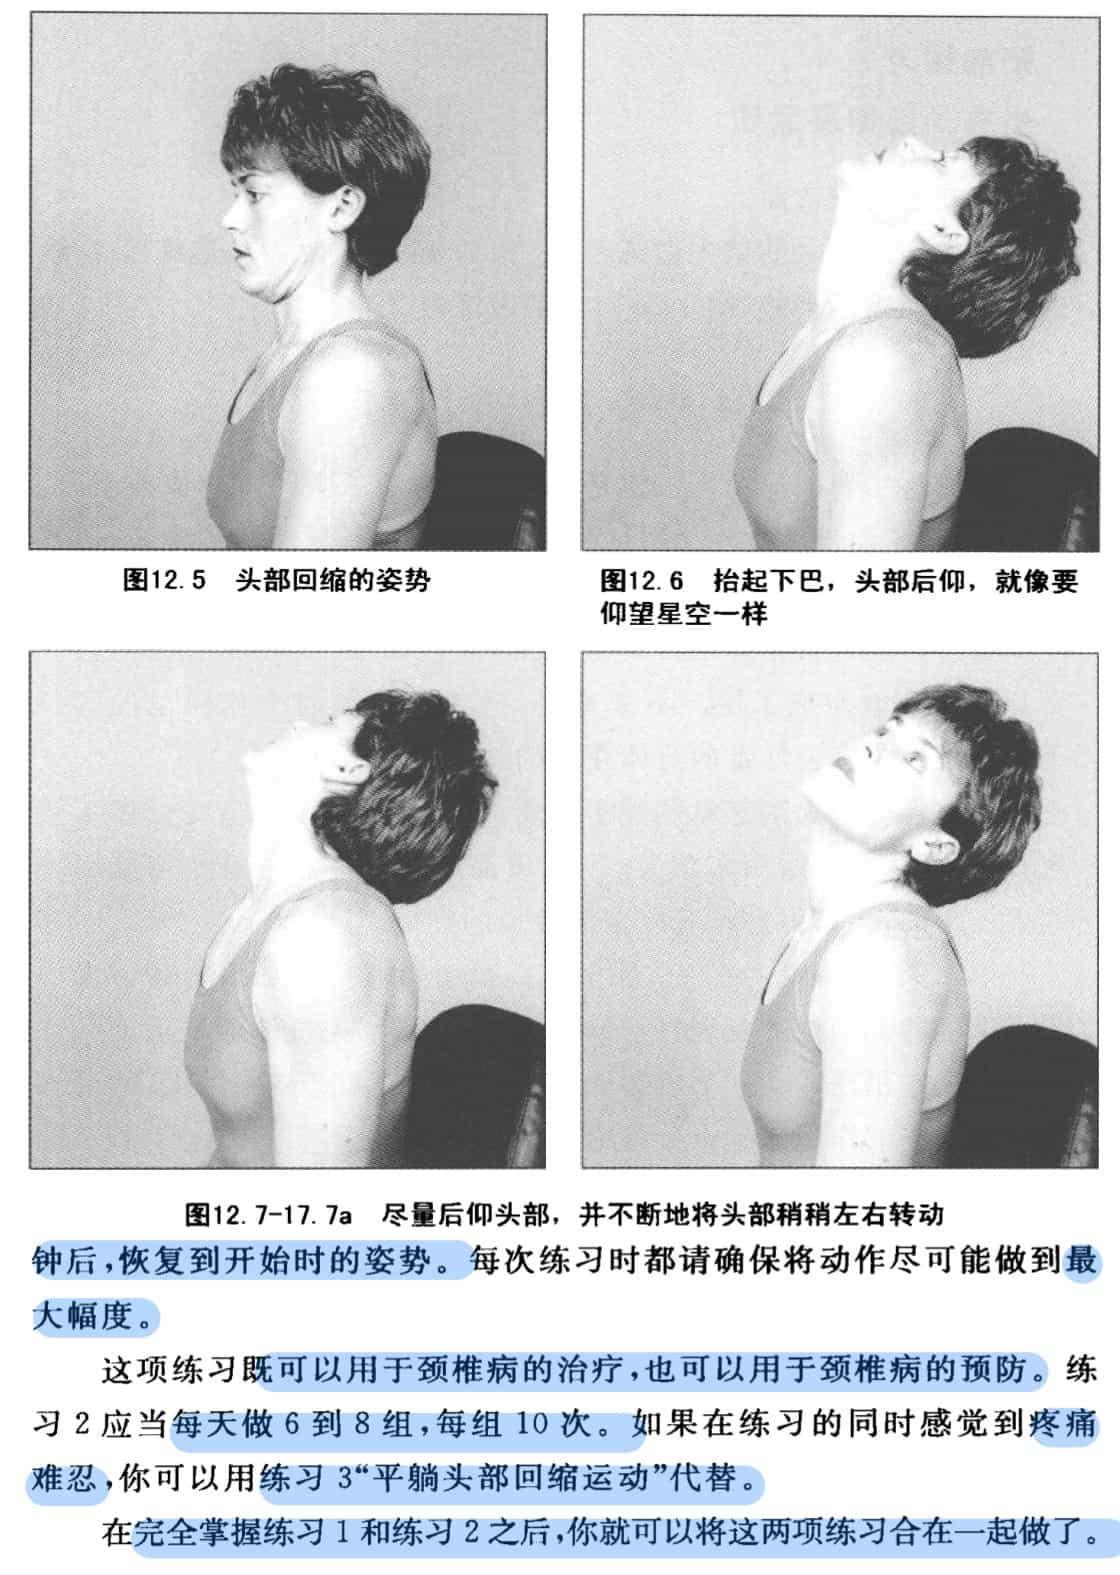 图12.5 头部回缩的姿势
图12.6 抬起下巴，头部后仰，就像要
仰望星空一样
图12.7-17.7a 尽量后仰头部，并不断地将头部稍稍左右转动
钟后，恢复到开始时的姿势。每次练习时都请确保将动作尽可能做到最
大幅度。
这项练习既可以用于颈椎病的治疗，也可以用于颈椎病的预防。练
习 2 应当每天做 6 到 8 组，每组 10 次。如果在练习的同时感觉到疼痛
难忍，你可以用练习 3“平躺头部回缩运动”代替。
在完全掌握练习 1 和练习 2 之后，你就可以将这两项练习合在一起做了。